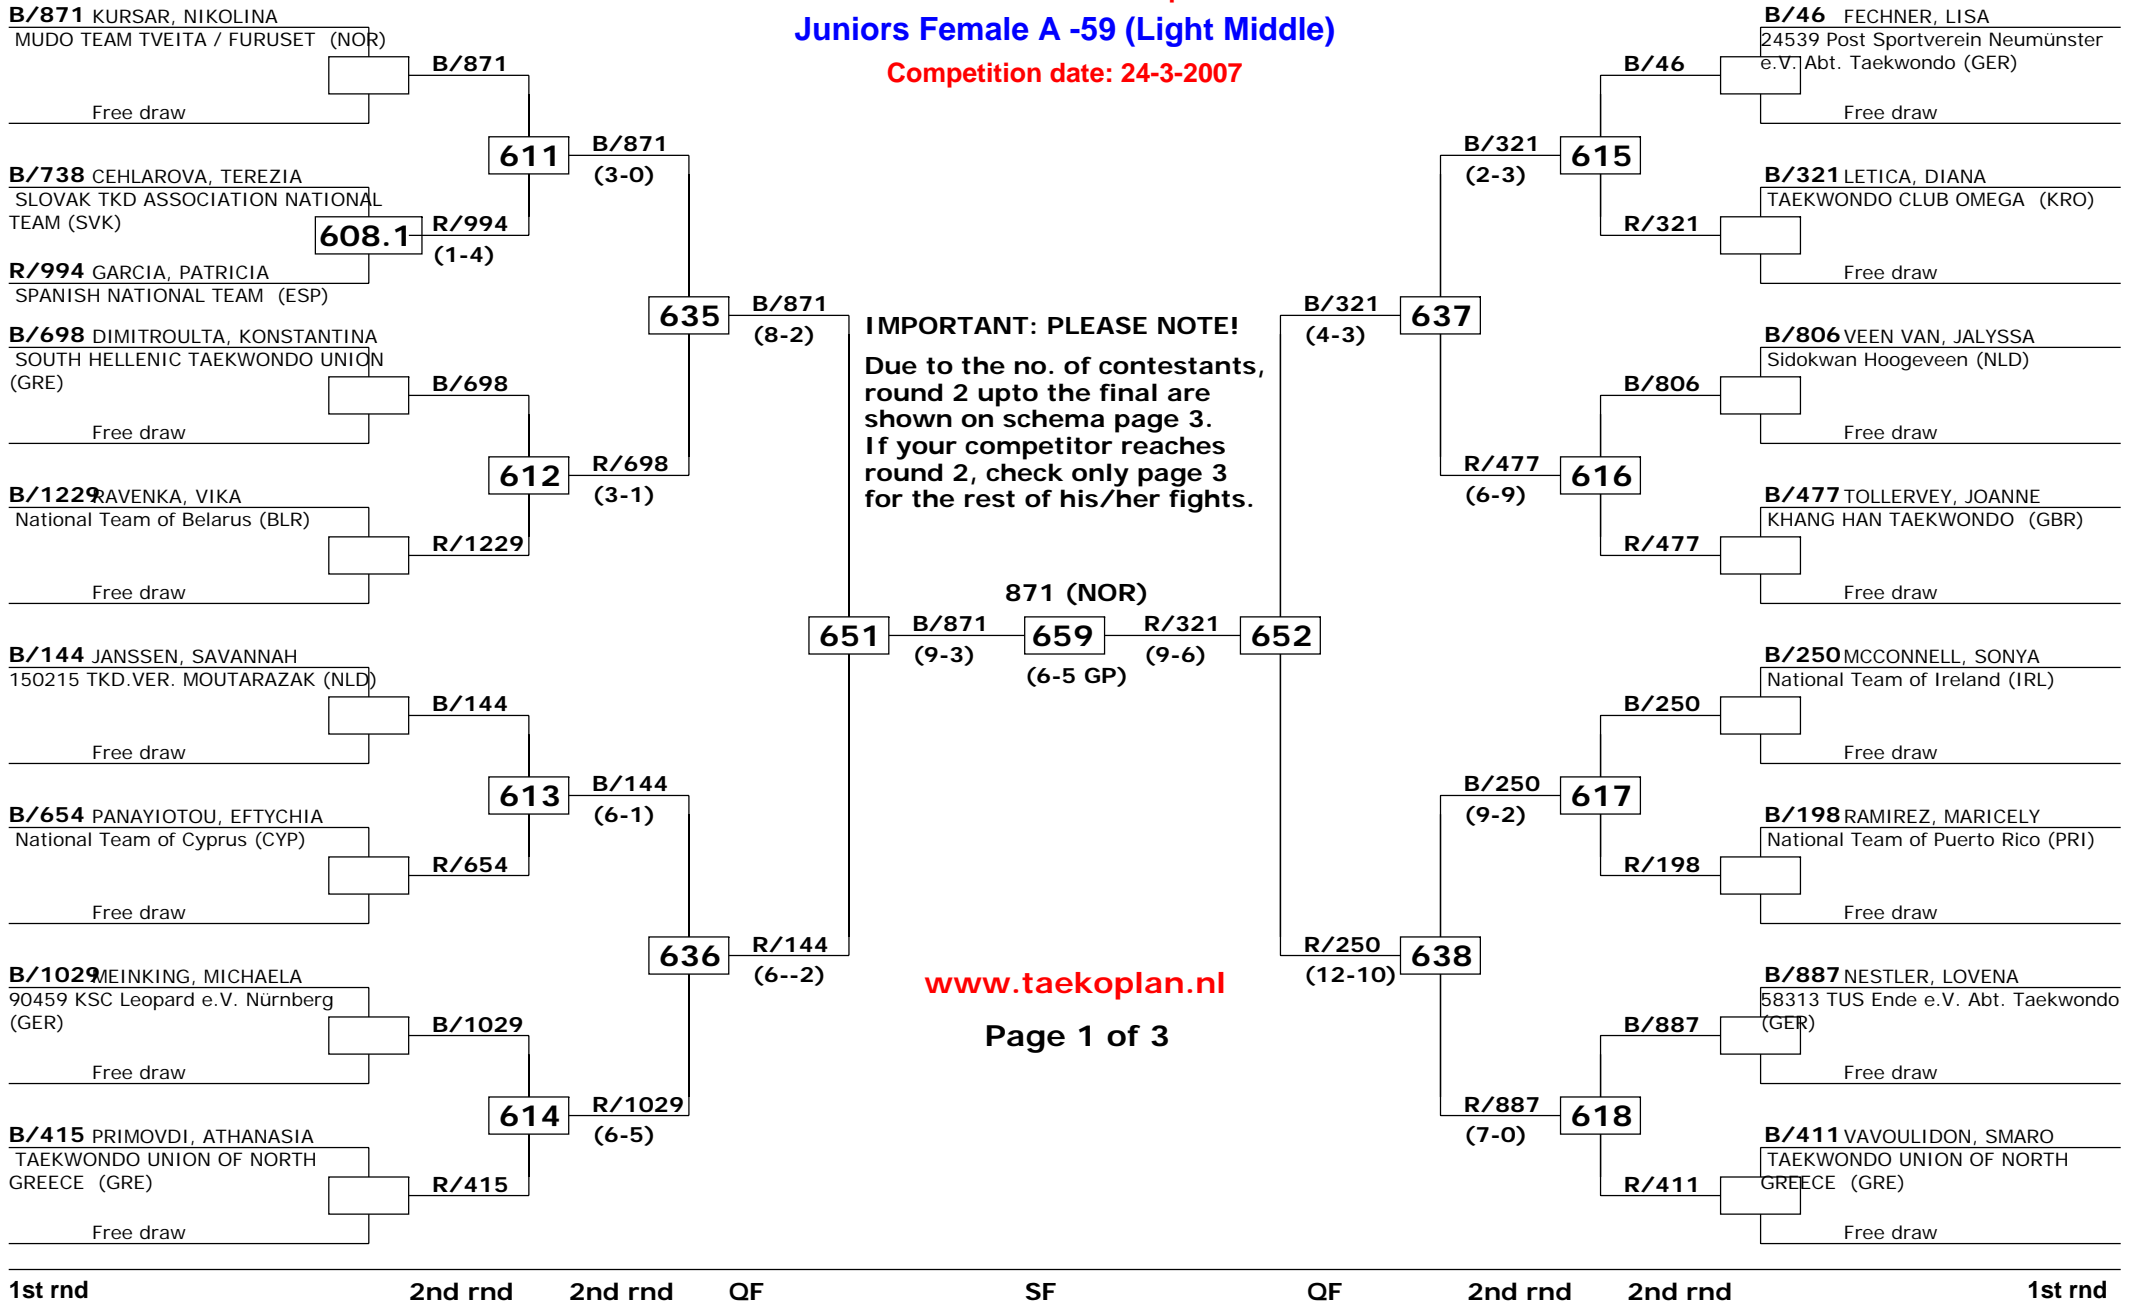 Juniors Female A -59 (Light Middle)
Competition date: 24-3-2007
B/871 KURSAR, NIKOLINA
MUDO TEAM TVEITA / FURUSET (NOR)
Free draw
B/738 CEHLAROVA, TEREZIA
SLOVAK TKD ASSOCIATION NATIONAL
TEAM (SVK)
608.1
R/994 GARCIA, PATRICIA
SPANISH NATIONAL TEAM (ESP)
B/698 DIMITROULTA, KONSTANTINA
SOUTH HELLENIC TAEKWONDO UNION
(GRE)
Free draw
B/1229 RAVENKA, VIKA
National Team of Belarus (BLR)
Free draw
B/144 JANSSEN, SAVANNAH
150215 TKD.VER. MOUTARAZAK (NLD)
Free draw
B/654 PANAYIOTOU, EFTYCHIA
National Team of Cyprus (CYP)
Free draw
B/1029 MEINKING, MICHAELA
90459 KSC Leopard e.V. Nürnberg
(GER)
Free draw
B/415 PRIMOVDI, ATHANASIA
TAEKWONDO UNION OF NORTH
GREECE (GRE)
Free draw
B/871
R/994
(1-4)
B/698
R/1229
B/144
R/654
B/1029
R/415
611
612
613
614
B/871
(3-0)
R/698
(3-1)
B/144
(6-1)
R/1029
(6-5)
635
636
B/871
(8-2)
R/144
(6--2)
651
B/871
(9-3)
IMPORTANT: PLEASE NOTE!
Due to the no. of contestants,
round 2 upto the final are
shown on schema page 3.
If your competitor reaches
round 2, check only page 3
for the rest of his/her fights.
871 (NOR)
659
(6-5 GP)
www.taekoplan.nl
Page 1 of 3
R/321
(9-6)
652
B/321
(4-3)
R/250
(12-10)
637
638
B/321
(2-3)
R/477
(6-9)
B/250
(9-2)
R/887
(7-0)
615
616
617
618
B/46
R/321
B/806
R/477
B/250
R/198
B/887
R/411
B/46 FECHNER, LISA
24539 Post Sportverein Neumünster
e.V. Abt. Taekwondo (GER)
Free draw
B/321 LETICA, DIANA
TAEKWONDO CLUB OMEGA (KRO)
Free draw
B/806 VEEN VAN, JALYSSA
Sidokwan Hoogeveen (NLD)
Free draw
B/477 TOLLERVEY, JOANNE
KHANG HAN TAEKWONDO (GBR)
Free draw
B/250 MCCONNELL, SONYA
National Team of Ireland (IRL)
Free draw
B/198 RAMIREZ, MARICELY
National Team of Puerto Rico (PRI)
Free draw
B/887 NESTLER, LOVENA
58313 TUS Ende e.V. Abt. Taekwondo
(GER)
Free draw
B/411 VAVOULIDON, SMARO
TAEKWONDO UNION OF NORTH
GREECE (GRE)
Free draw
1st rnd 2nd rnd 2nd rnd QF SF QF 2nd rnd 2nd rnd 1st rnd